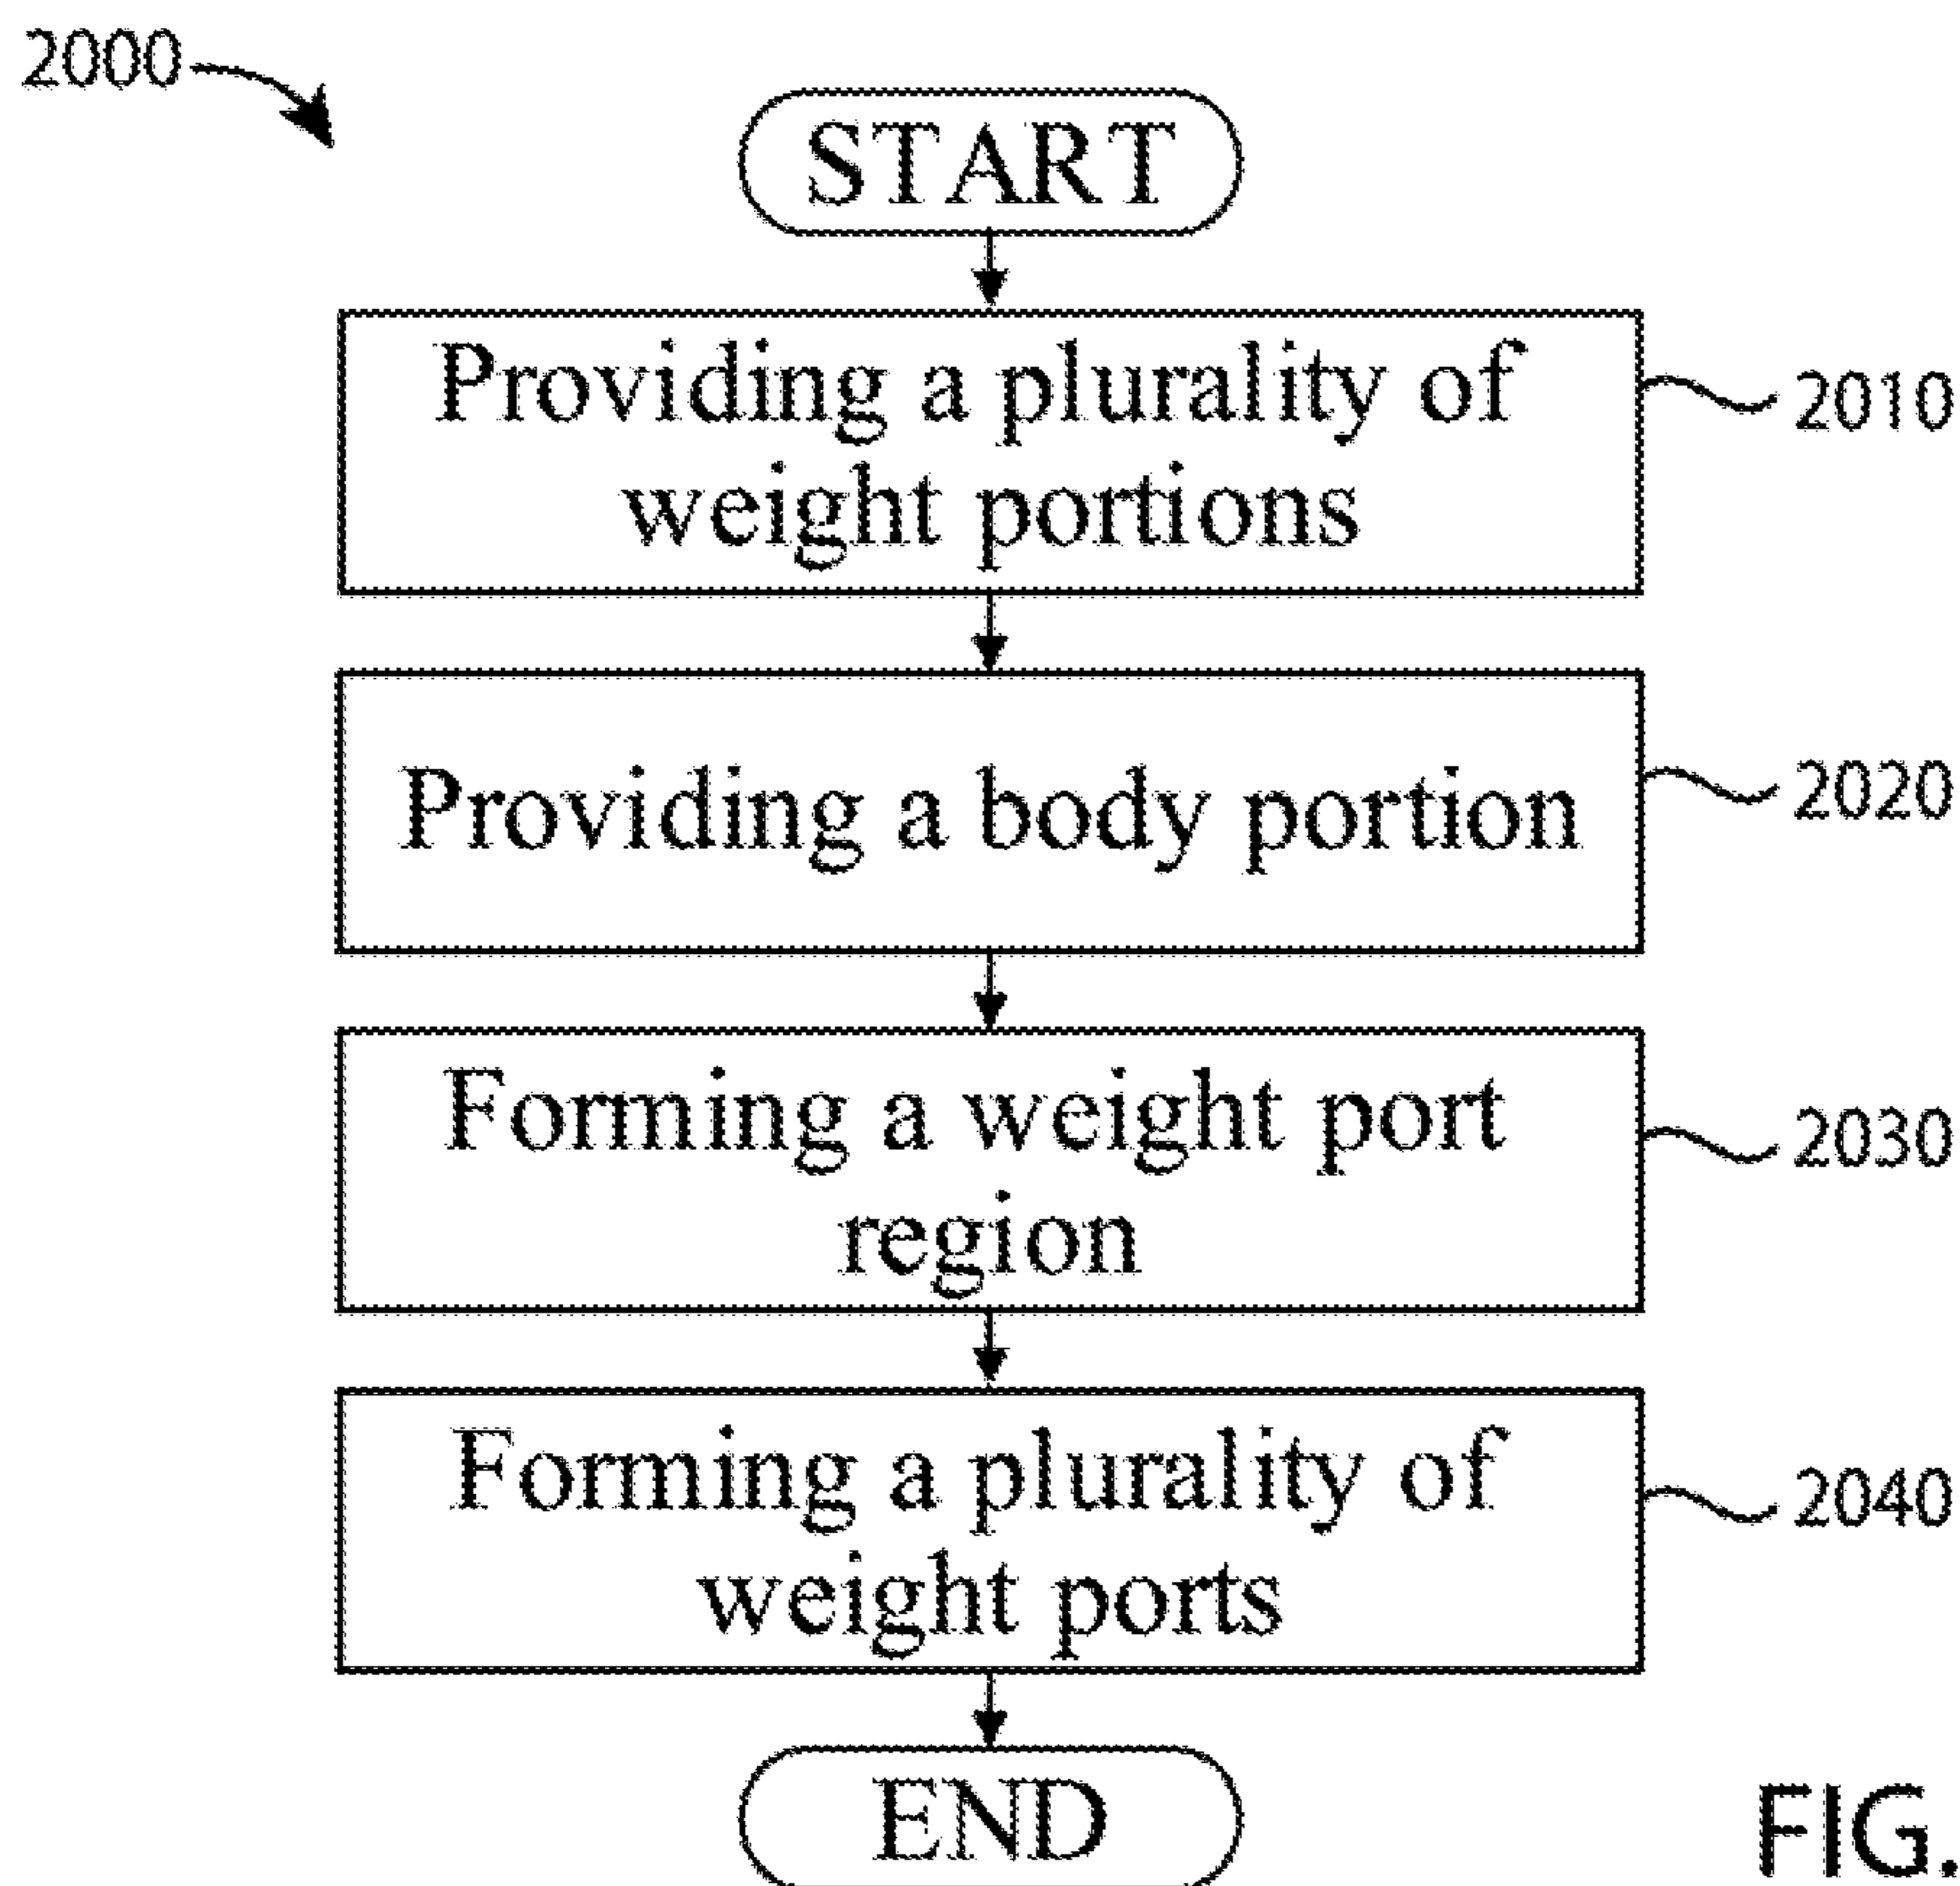 2000
START
Providing a plurality of
weight portions
2010
Providing a body portion
2020
Forming a weight port
region
2030
Forming a plurality of
weight ports
2040
END
FIG.